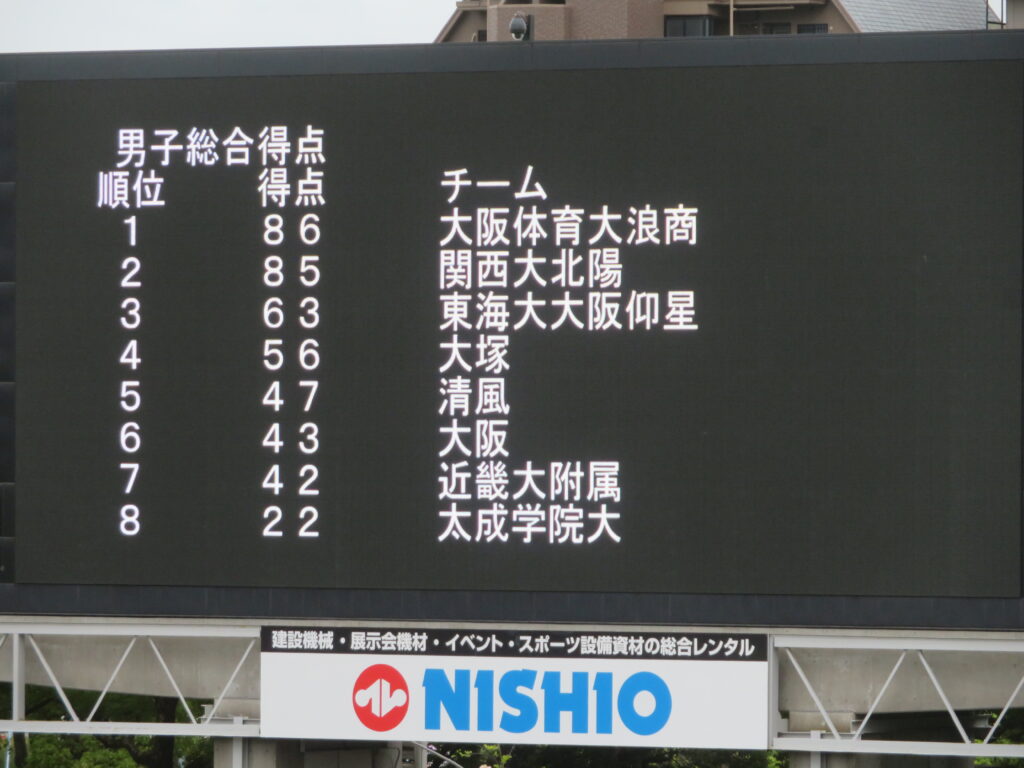 男子総合得点
順位 得点 チーム
1 86 大阪体育大浪商
2 85 関西大北陽
3 63 東海大大阪仰星
4 56 大塚
5 47 清風
6 43 大阪
7 42 近畿大附属
8 22 太成学院大
建設機械・展示会機材・イベント・スポーツ設備資材の総合レンタル
NISHIO